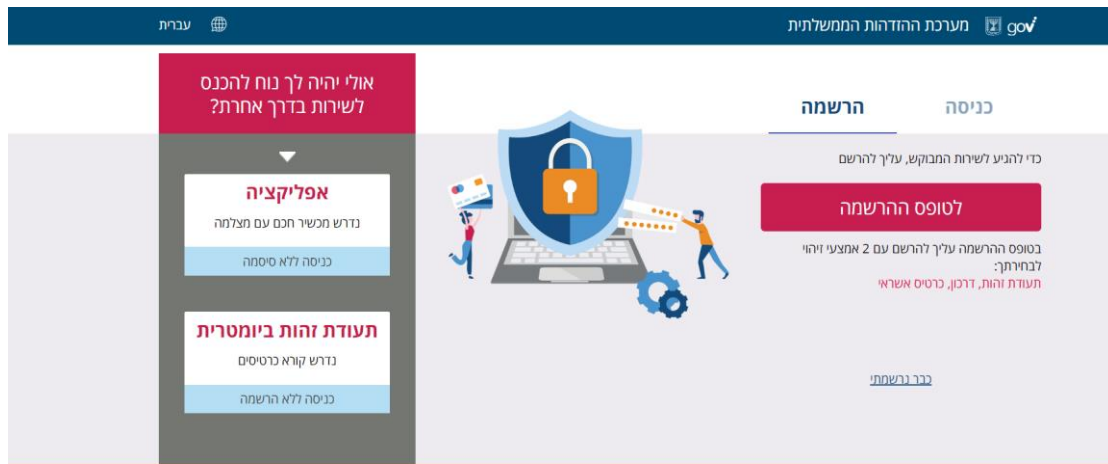 gov מערכת ההזדהות הממשלתית
עברית
כניסה
הרשמה
כדי להגיע לשירות המבוקש, עליך להרשם
לטופס ההרשמה
בטופס ההרשמה עליך להרשם עם 2 אמצעי זיהוי
לבחירתך:
תעודת זהות, דרכון, כרטיס אשראי
כבר נרשמתי
אולי יהיה לך נוח להכנס
לשירות בדרך אחרת?
אפליקציה
נדרש מכשיר חכם עם מצלמה
כניסה ללא סיסמה
תעודת זהות ביומטרית
נדרש קורא כרטיסים
כניסה ללא הרשמה